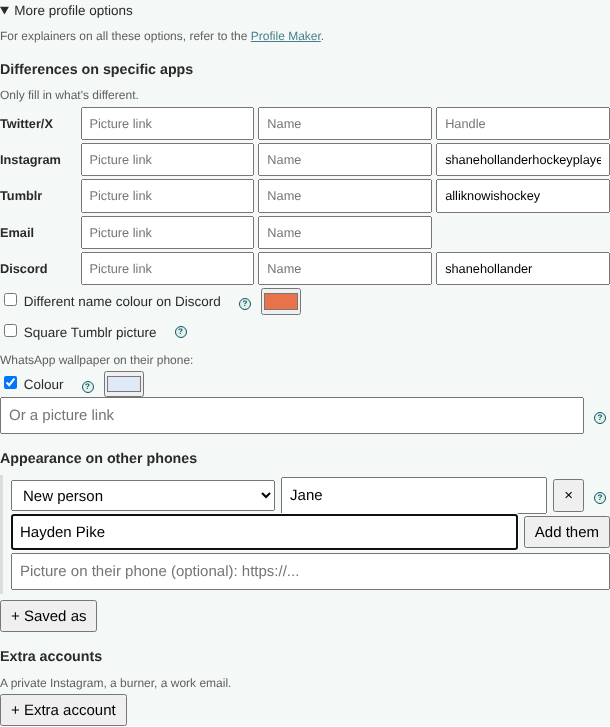 ▼ More profile options
For explainers on all these options, refer to the Profile Maker.
Differences on specific apps
Only fill in what's different.
Twitter/X Picture link Name Handle
Instagram Picture link Name shanehollanderhockeyplaye
Tumblr Picture link Name alliknowishockey
Email Picture link Name
Discord Picture link Name shanehollander
Different name colour on Discord ?
Square Tumblr picture ?
WhatsApp wallpaper on their phone:
Colour ?
Or a picture link ?
Appearance on other phones
New person Jane × ?
Hayden Pike Add them
Picture on their phone (optional): https://...
+ Saved as
Extra accounts
A private Instagram, a burner, a work email.
+ Extra account